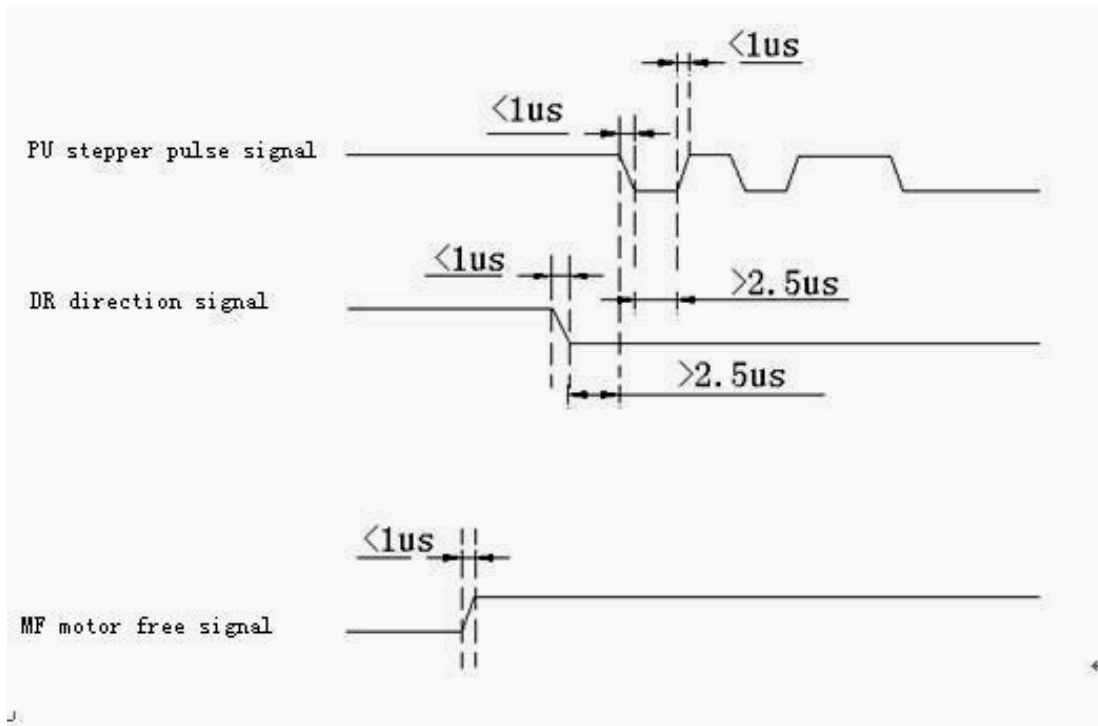 <1us
<1us
PU stepper pulse signal
<1us
>2.5us
DR direction signal
>2.5us
<1us
MF motor free signal